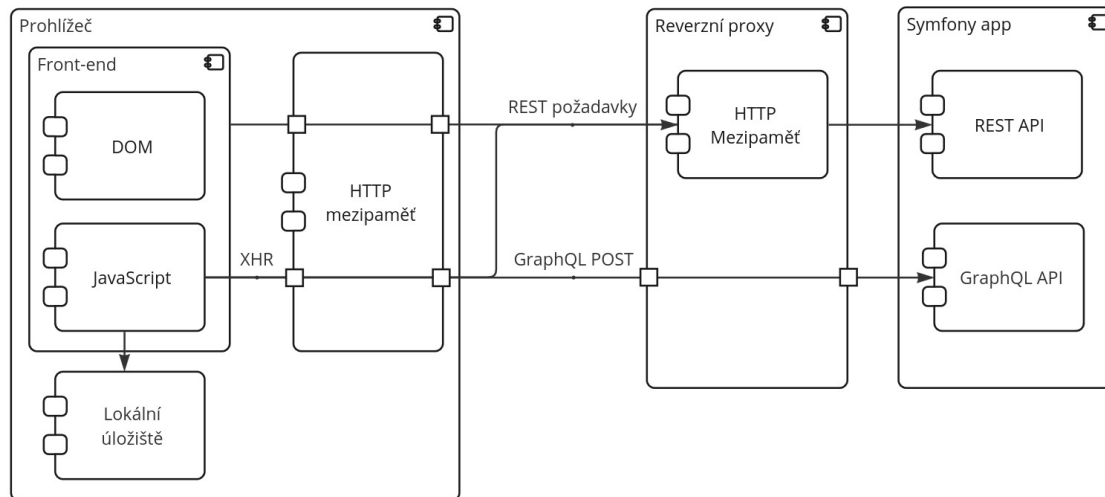 Prohlížeč
Front-end
DOM
JavaScript
Lokální
úložiště
XHR
HTTP
mezipaměť
REST požadavky
GraphQL POST
Reverzní proxy
HTTP
Mezipaměť
Symfony app
REST API
GraphQL API